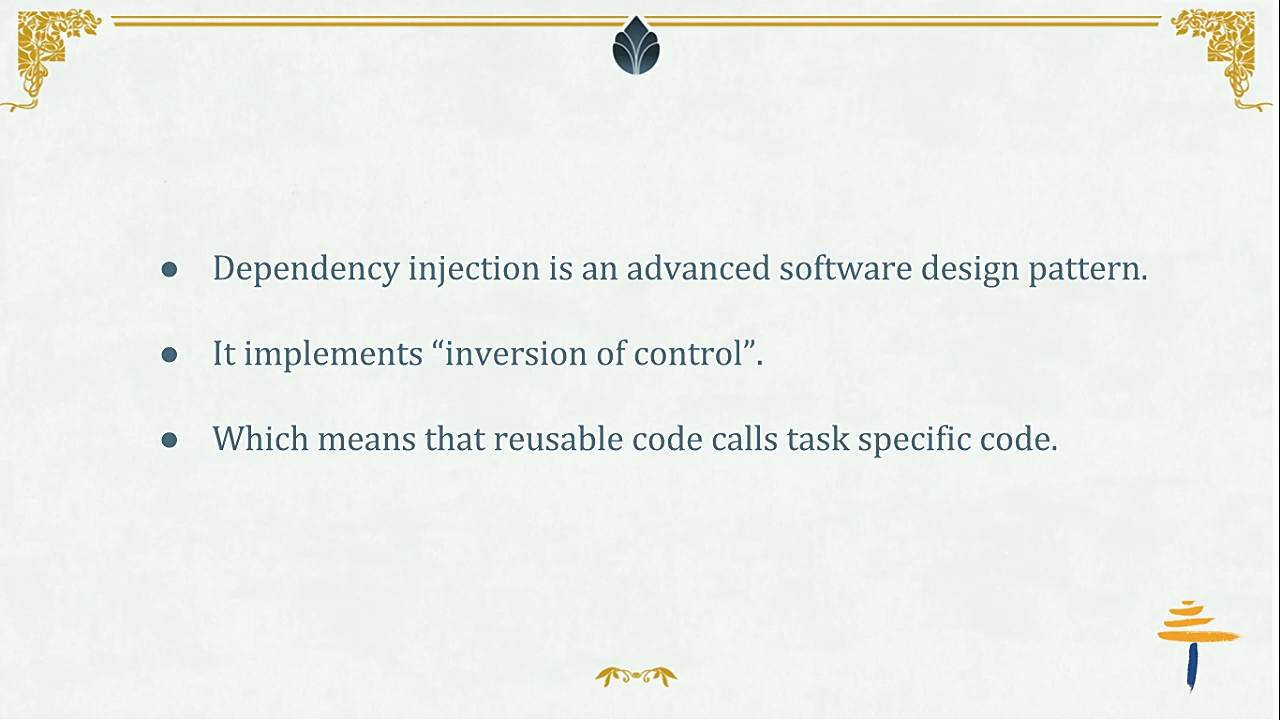 ● Dependency injection is an advanced software design pattern.
● It implements “inversion of control”.
● Which means that reusable code calls task specific code.